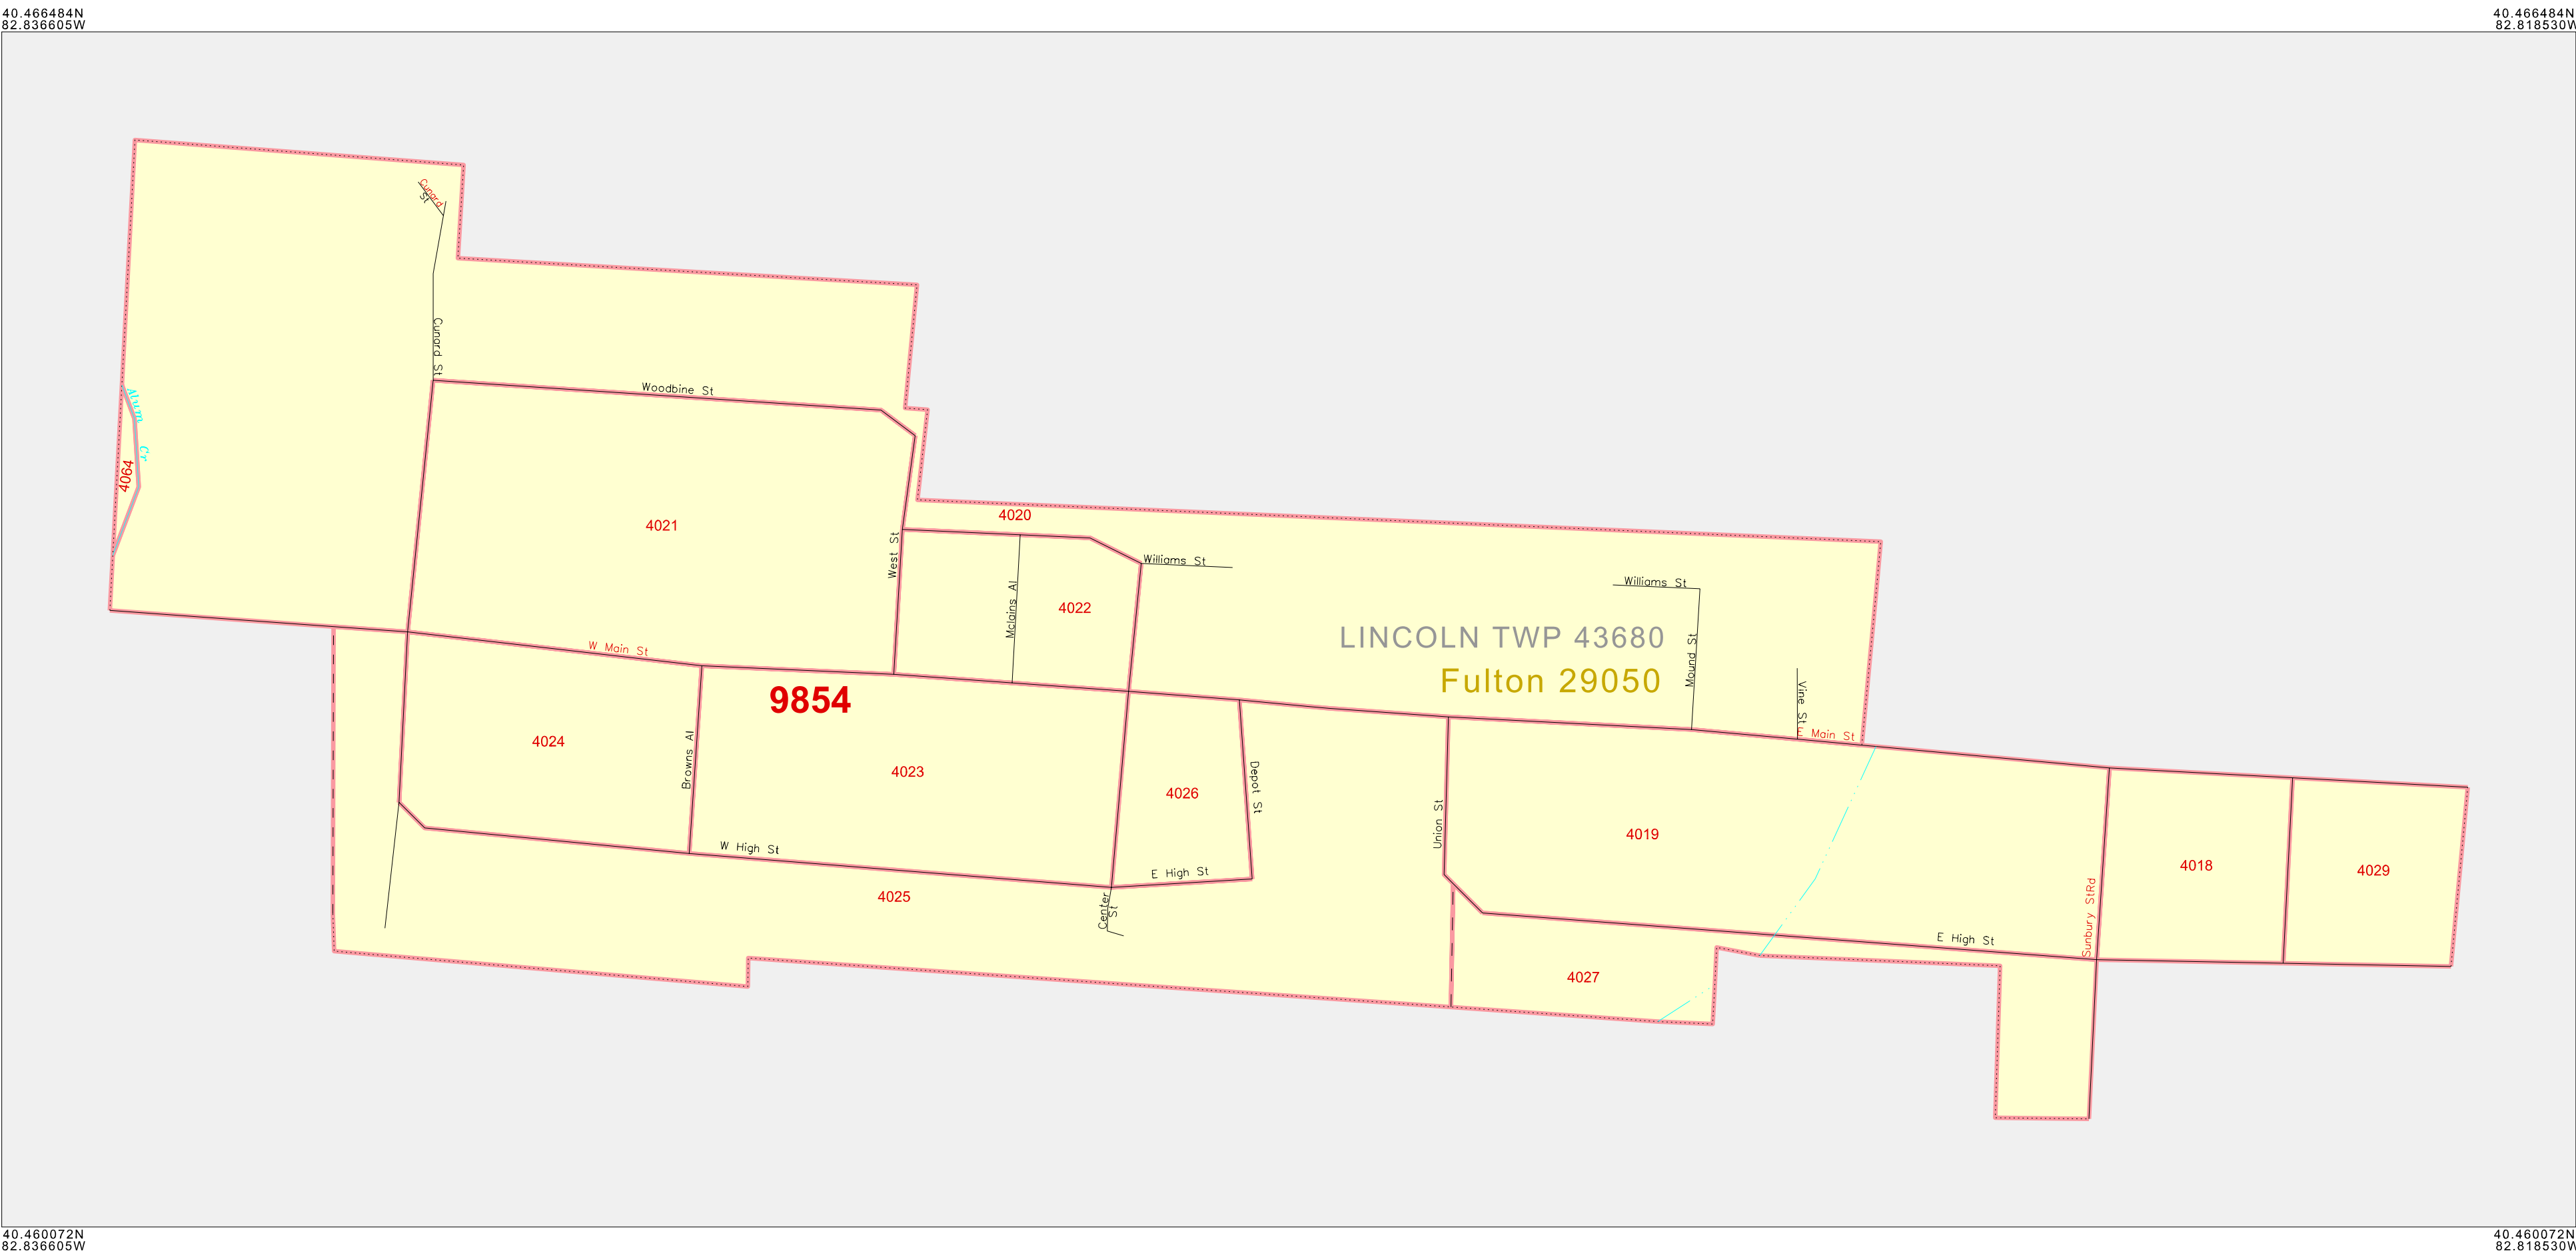 40.466484N
82.836605W
40.466484N
82.818530W
Cunard
St
Cunard St
Woodbine St
Mum Cr
4064
4021
4020
West St
Williams St
Mclains Al
4022
Williams St
LINCOLN TWP 43680
Mound St
W Main St
Fulton 29050
9854
Vine St
E Main St
4024
Browns Al
4023
4026
Depot St
Union St
4019
W High St
E High St
4018
4029
4025
Center
St
Sunbury StRd
E High St
4027
40.460072N
82.836605W
40.460072N
82.818530W